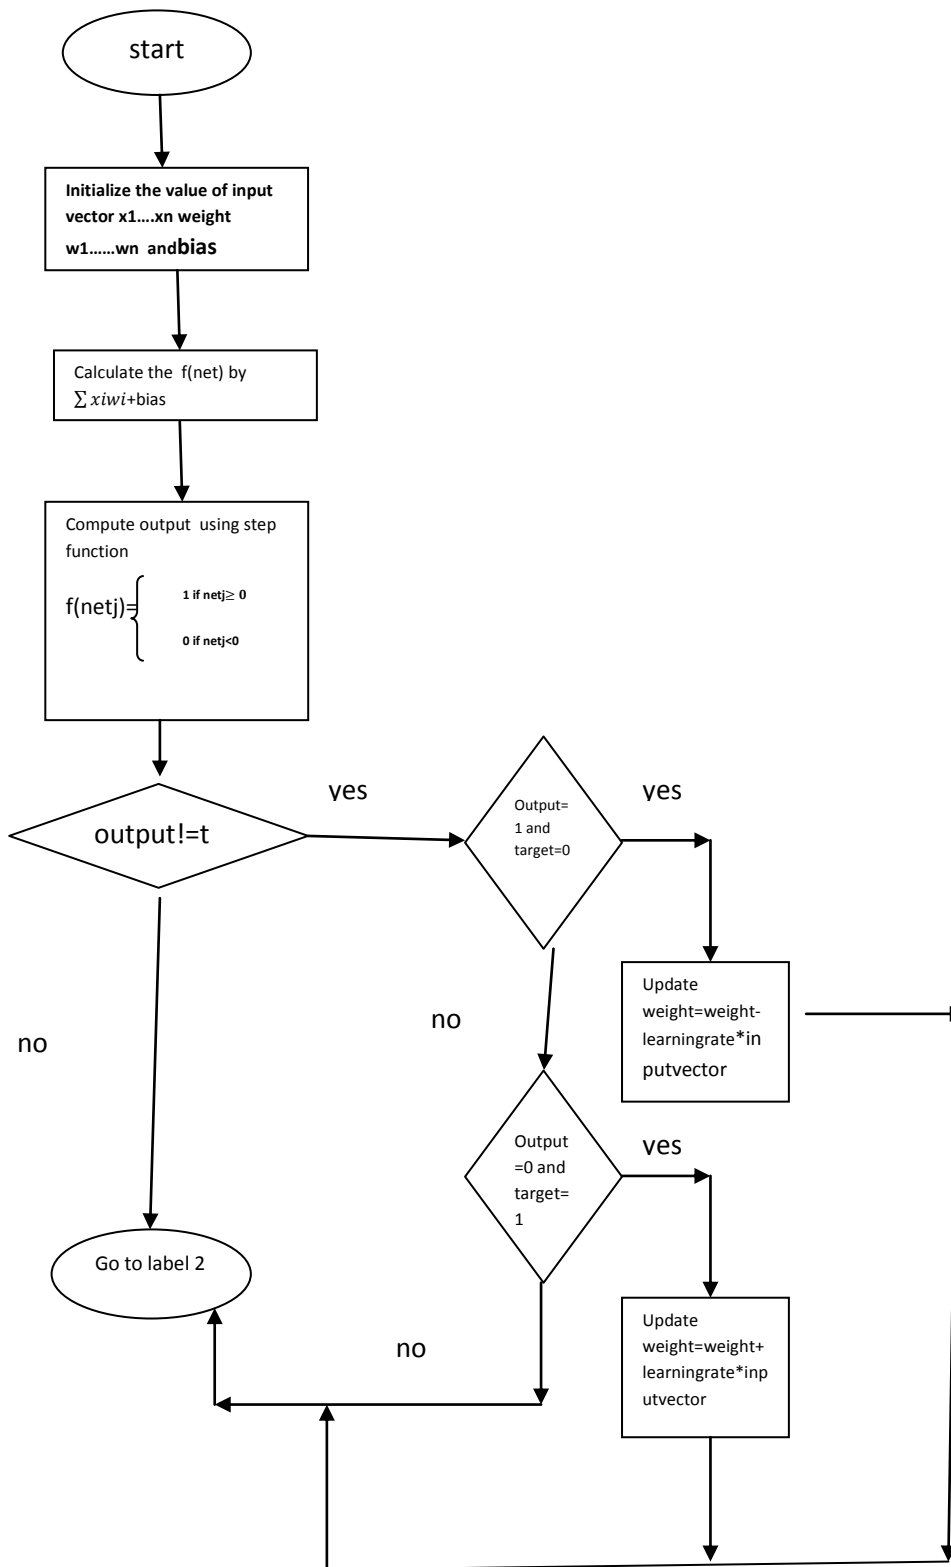 start
Initialize the value of input
vector x1....xn weight
w1......wn andbias
Calculate the f(net) by
∑ xiwi+bias
Compute output using step
function
f(netj)=
1 if netj≥ 0
0 if netj<0
output!=t
yes
Output=
1 and
target=0
yes
Update
weight=weight-
learningrate*in
putvector
no
no
Output
=0 and
target=
1
yes
Go to label 2
Update
weight=weight+
learningrate*inp
utvector
no